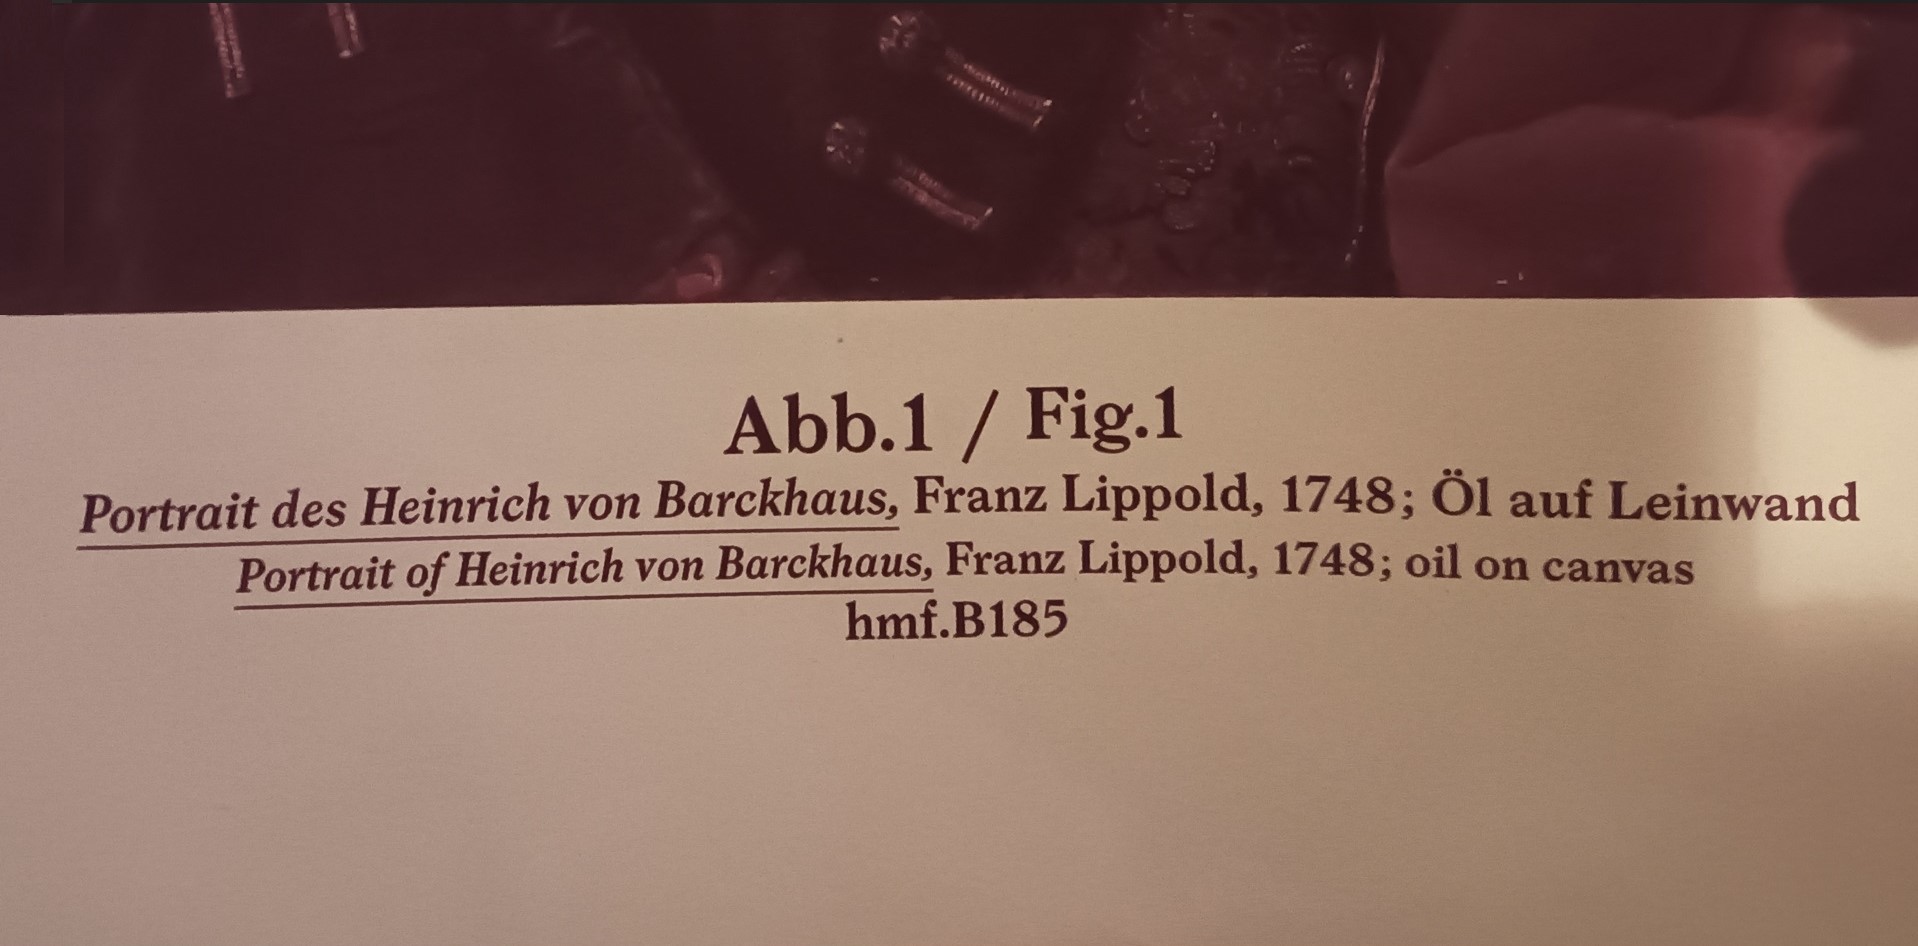 Abb.1 / Fig.1
Portrait des Heinrich von Barckhaus, Franz Lippold, 1748; Öl auf Leinwand
Portrait of Heinrich von Barckhaus, Franz Lippold, 1748; oil on canvas
hmf.B185